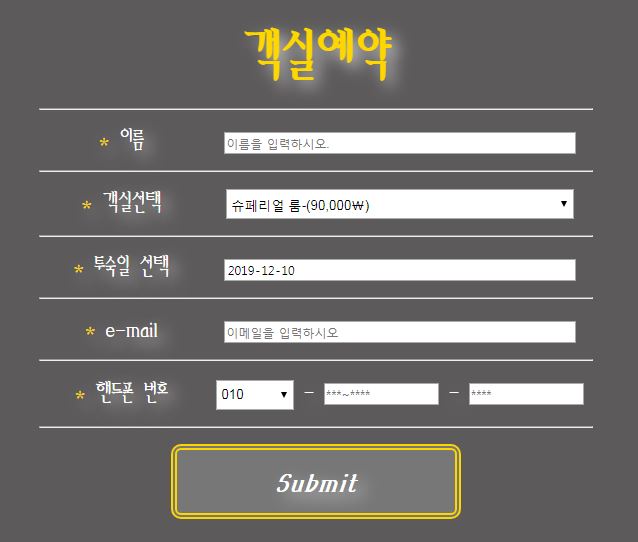 객실예약
* 이름 이름을 입력하시오.
* 객실선택 슈페리얼 룸-(90,000₩)
* 투숙일 선택 2019-12-10
* e-mail 이메일을 입력하시오
* 핸드폰 번호 010 - ***~**** - ****
Submit